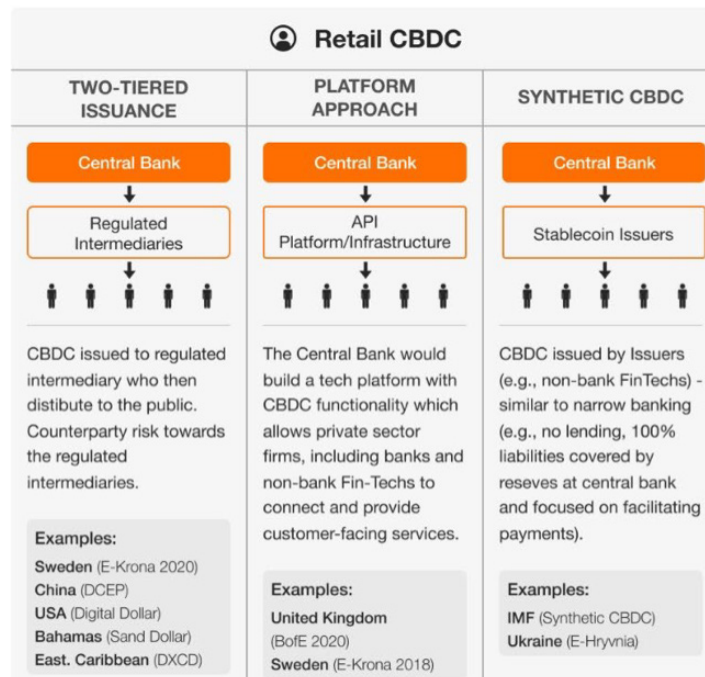 Retail CBDC
TWO-TIERED
ISSUANCE
Central Bank
Regulated
Intermediaries
CBDC issued to regulated
intermediary who then
distibute to the public.
Counterparty risk towards
the regulated
intermediaries.
Examples:
Sweden (E-Krona 2020)
China (DCEP)
USA (Digital Dollar)
Bahamas (Sand Dollar)
East. Caribbean (DXCD)
PLATFORM
APPROACH
Central Bank
API
Platform/Infrastructure
The Central Bank would
build a tech platform with
CBDC functionality which
allows private sector
firms, including banks and
non-bank Fin-Techs to
connect and provide
customer-facing services.
Examples:
United Kingdom
(BofE 2020)
Sweden (E-Krona 2018)
SYNTHETIC CBDC
Central Bank
Stablecoin Issuers
CBDC issued by Issuers
(e.g., non-bank FinTechs) -
similar to narrow banking
(e.g., no lending, 100%
liabilities covered by
reseves at central bank
and focused on facilitating
payments).
Examples:
IMF (Synthetic CBDC)
Ukraine (E-Hryvnia)